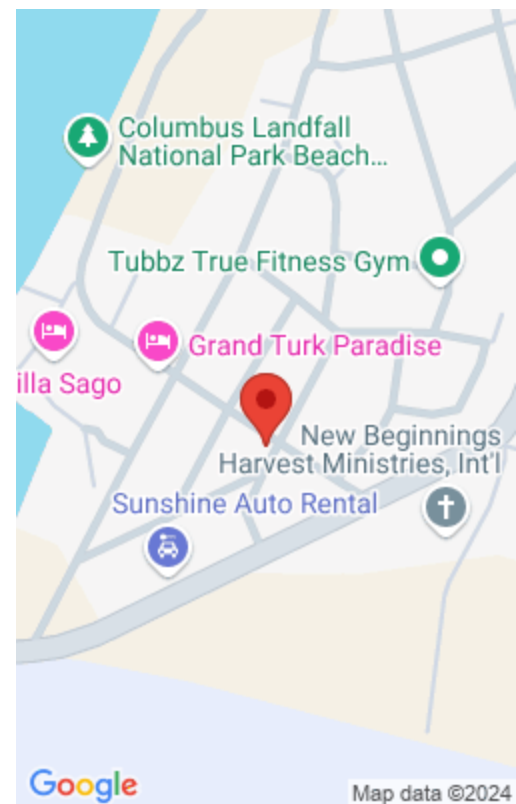 Columbus Landfall
National Park Beach...
Tubbz True Fitness Gym
Grand Turk Paradise
illa Sago
New Beginnings
Harvest Ministries, Int'l
Sunshine Auto Rental
Google
Map data ©2024